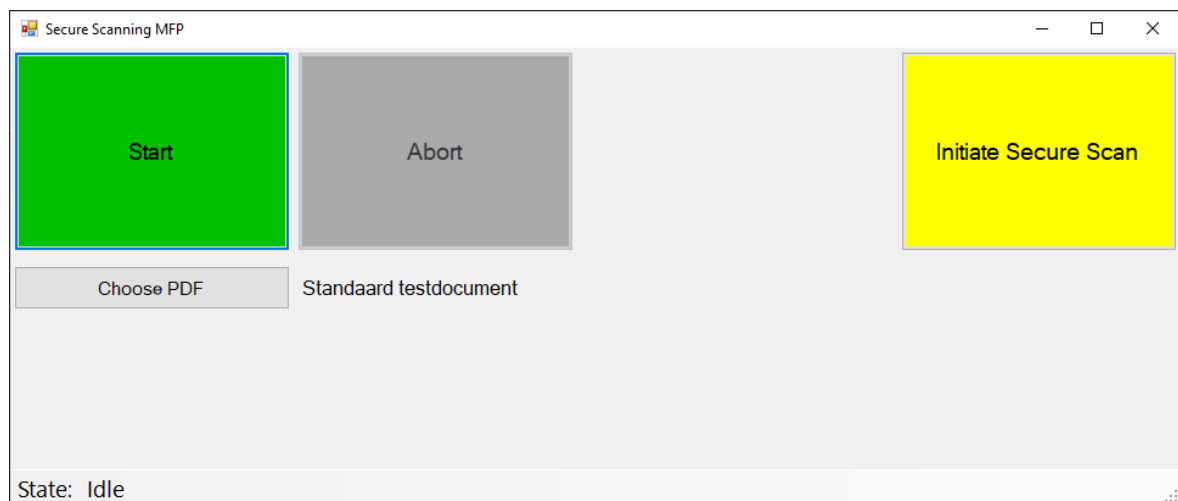 Secure Scanning MFP
Start
Abort
Initiate Secure Scan
Choose PDF
Standaard testdocument
State: Idle